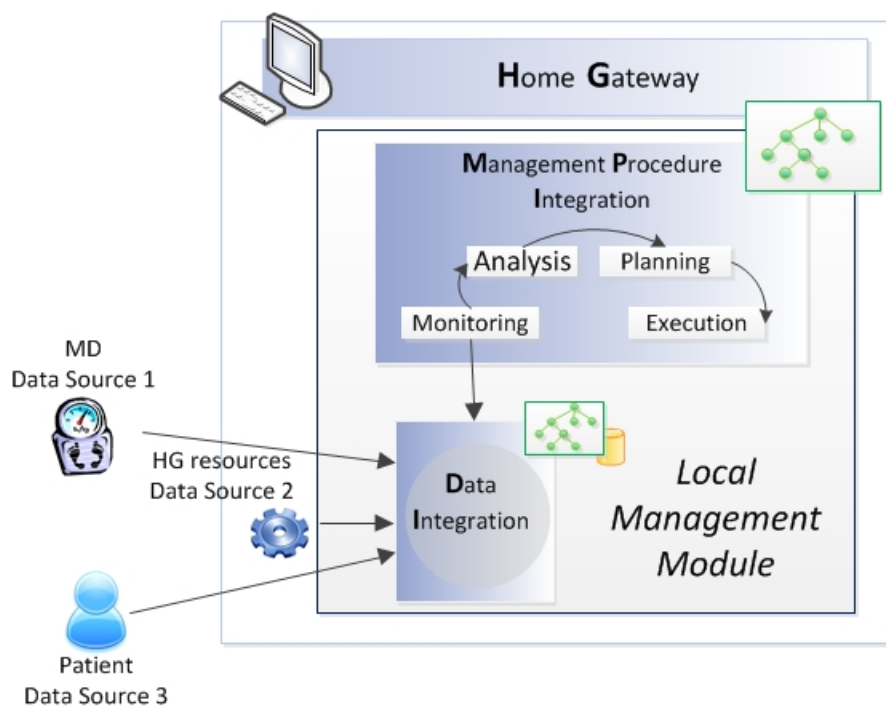 Home Gateway
Management Procedure
Integration
Analysis
Planning
Monitoring
Execution
MD
Data Source 1
HG resources
Data Source 2
Data
Integration
Local
Management
Module
Patient
Data Source 3